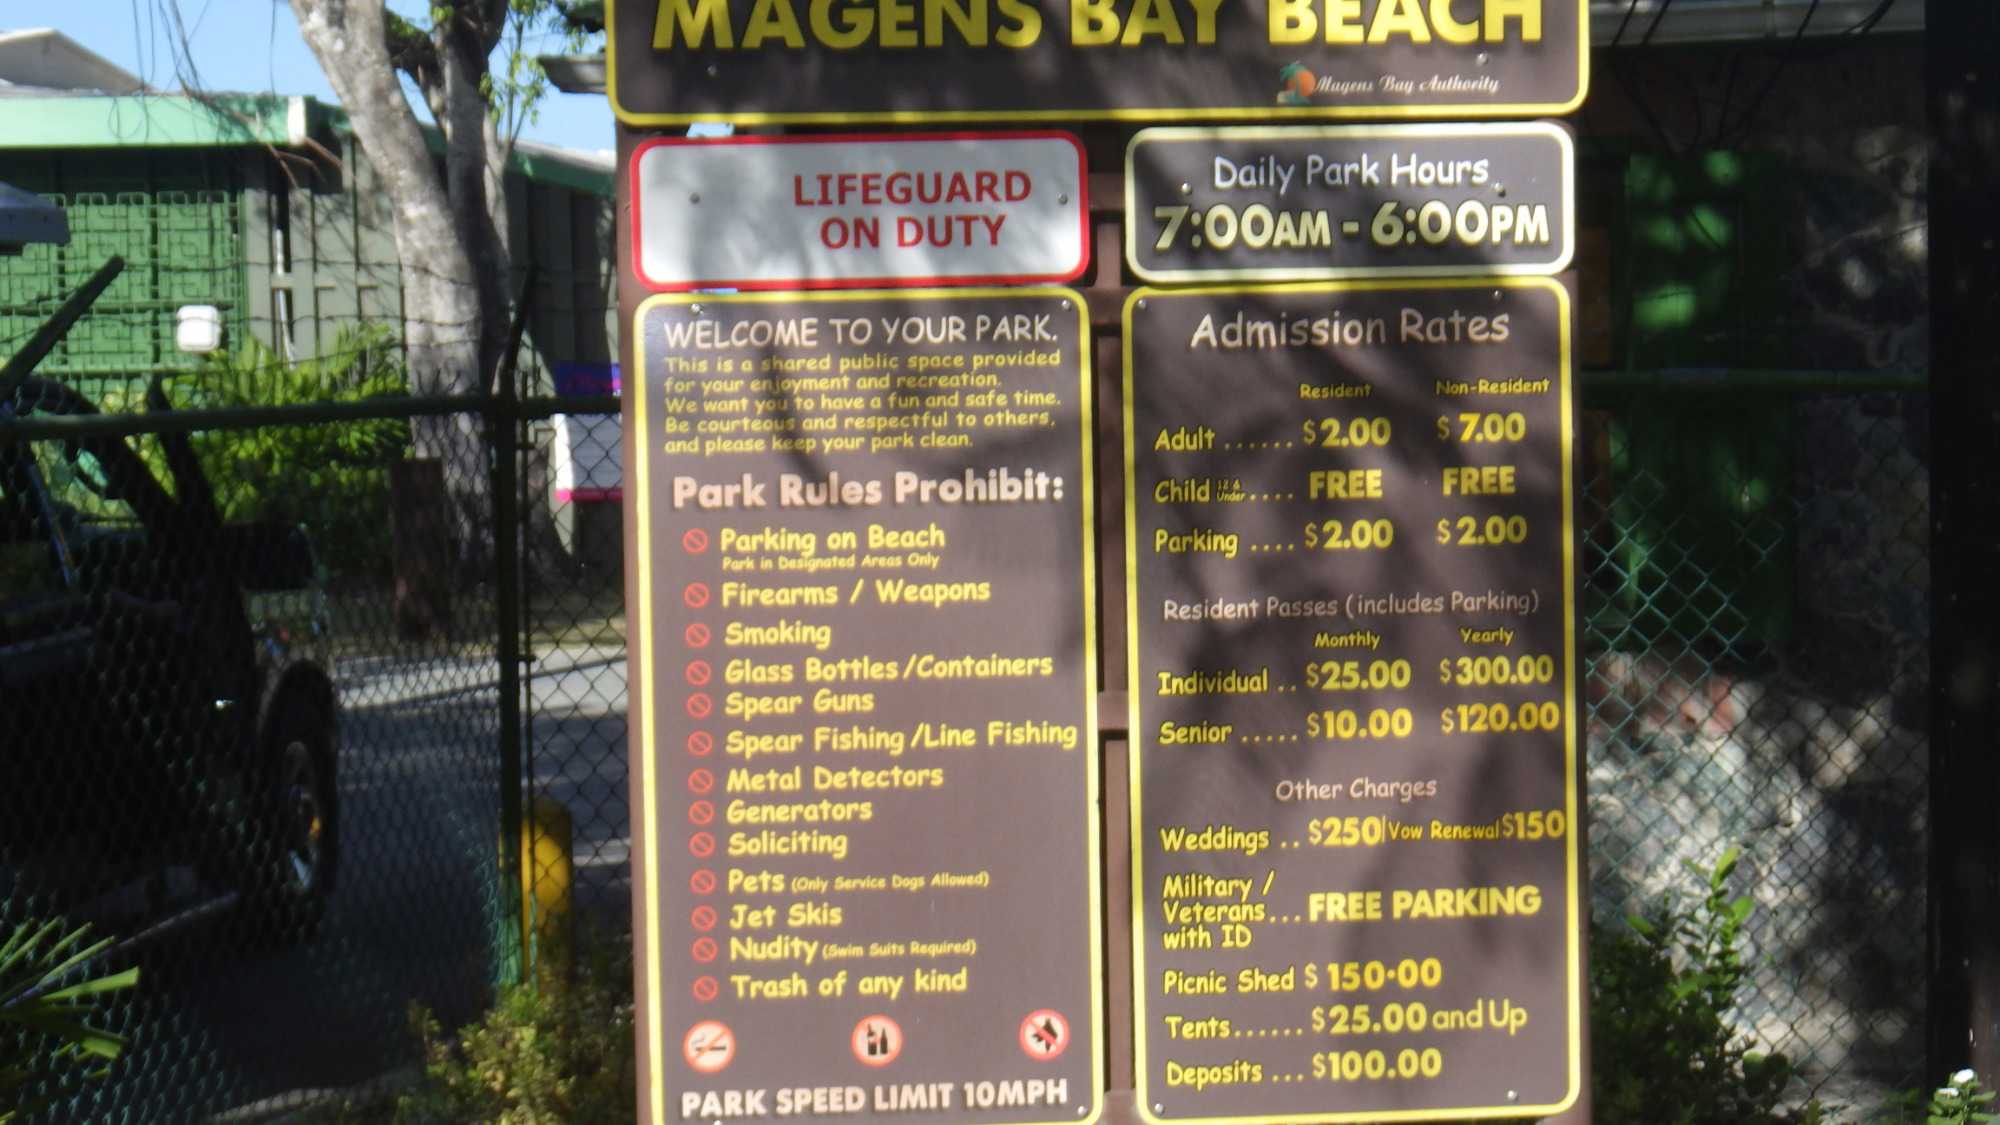 MAGENS BAY BEACH
Magens Bay Authority
LIFEGUARD
ON DUTY
Daily Park Hours
7:00AM - 6:00PM
WELCOME TO YOUR PARK.
This is a shared public space provided
for your enjoyment and recreation.
We want you to have a fun and safe time.
Be courteous and respectful to others,
and please keep your park clean.
Park Rules Prohibit:
Parking on Beach
Park in Designated Areas Only
Firearms / Weapons
Smoking
Glass Bottles/Containers
Spear Guns
Spear Fishing/Line Fishing
Metal Detectors
Generators
Soliciting
Pets (Only Service Dogs Allowed)
Jet Skis
Nudity (Swim Suits Required)
Trash of any kind
PARK SPEED LIMIT 10MPH
Admission Rates
Resident Non-Resident
Adult ...... $2.00 $7.00
Child 12 & Under .... FREE FREE
Parking .... $2.00 $2.00
Resident Passes (includes Parking)
Monthly Yearly
Individual .. $25.00 $300.00
Senior ..... $10.00 $120.00
Other Charges
Weddings .. $250|Vow Renewal $150
Military /
Veterans... FREE PARKING
with ID
Picnic Shed $150.00
Tents...... $25.00 and Up
Deposits ... $100.00